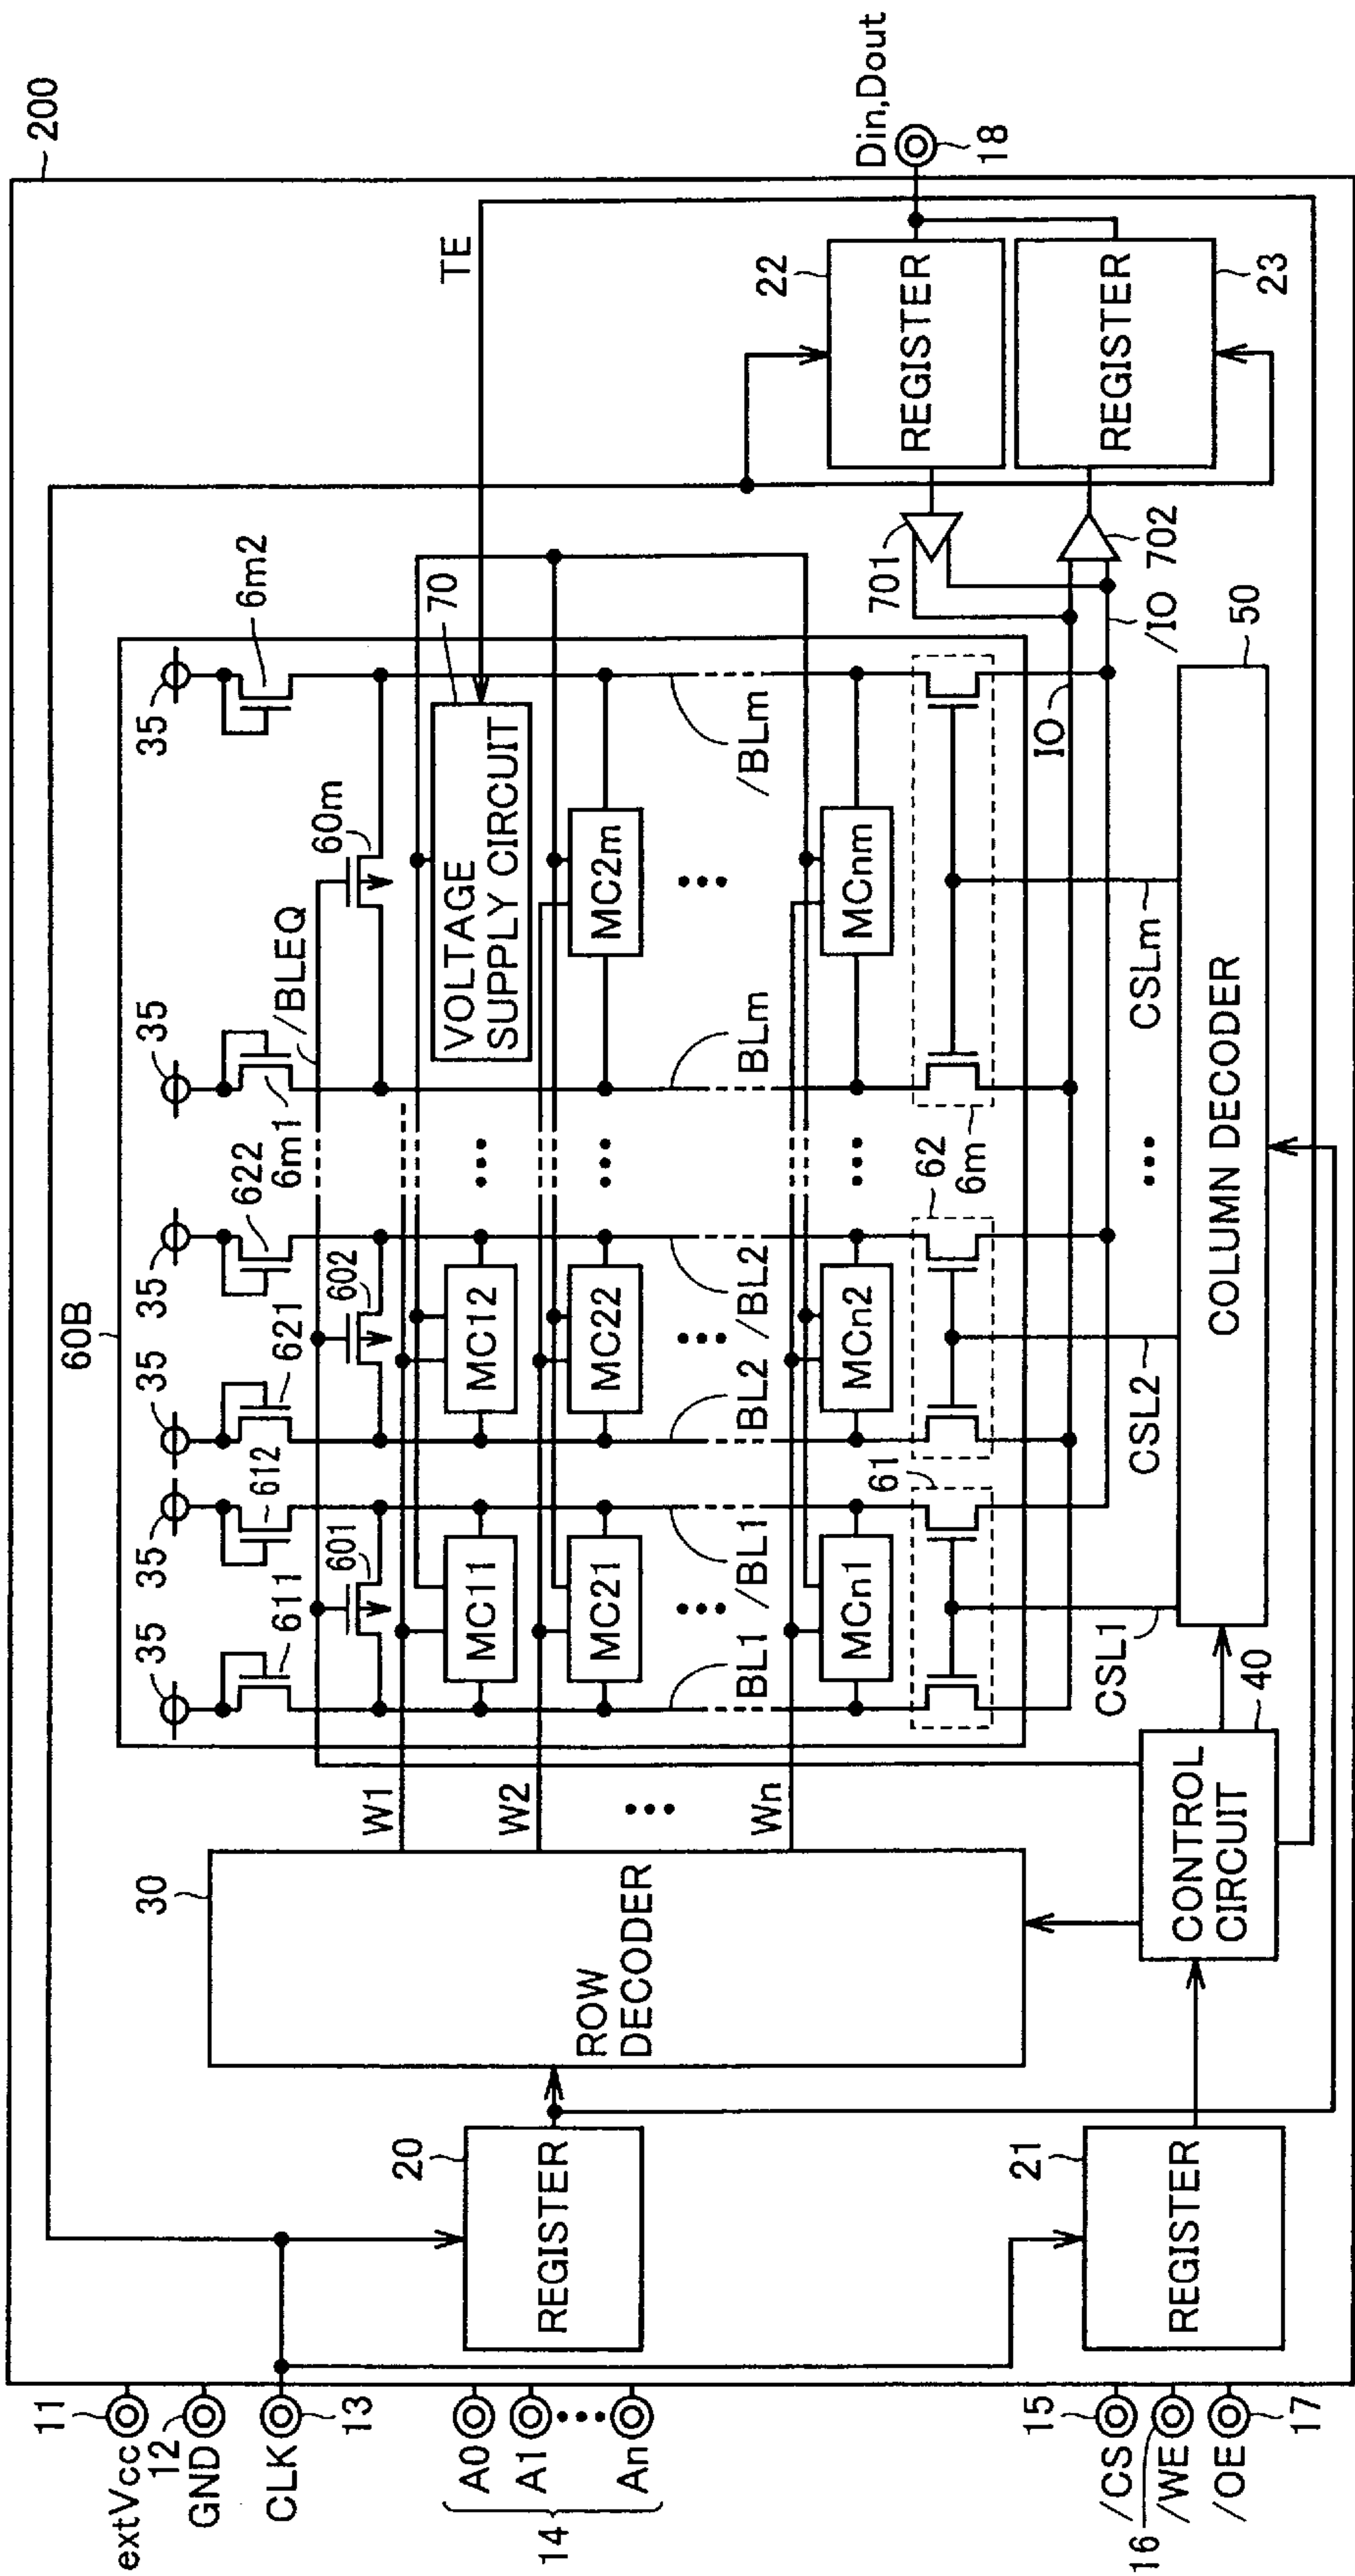 200
extVcc
11
GND
12
CLK
13
A0
A1
An
14
/CS
15
/WE
16
/OE
17
REGISTER
20
REGISTER
21
ROW
DECODER
30
CONTROL
CIRCUIT
40
W1
W2
Wn
60B
35
35
35
35
35
35
611
612
621
622
6m1
6m2
/BLEQ
601
602
60m
MC11
MC12
VOLTAGE
SUPPLY CIRCUIT
70
TE
MC21
MC22
MC2m
BL1
/BL1
BL2
/BL2
BLm
/BLm
MCn1
MCn2
MCnm
61
62
6m
CSL1
CSL2
CSLm
COLUMN DECODER
50
IO
/IO
701
702
REGISTER
22
REGISTER
23
Din,Dout
18